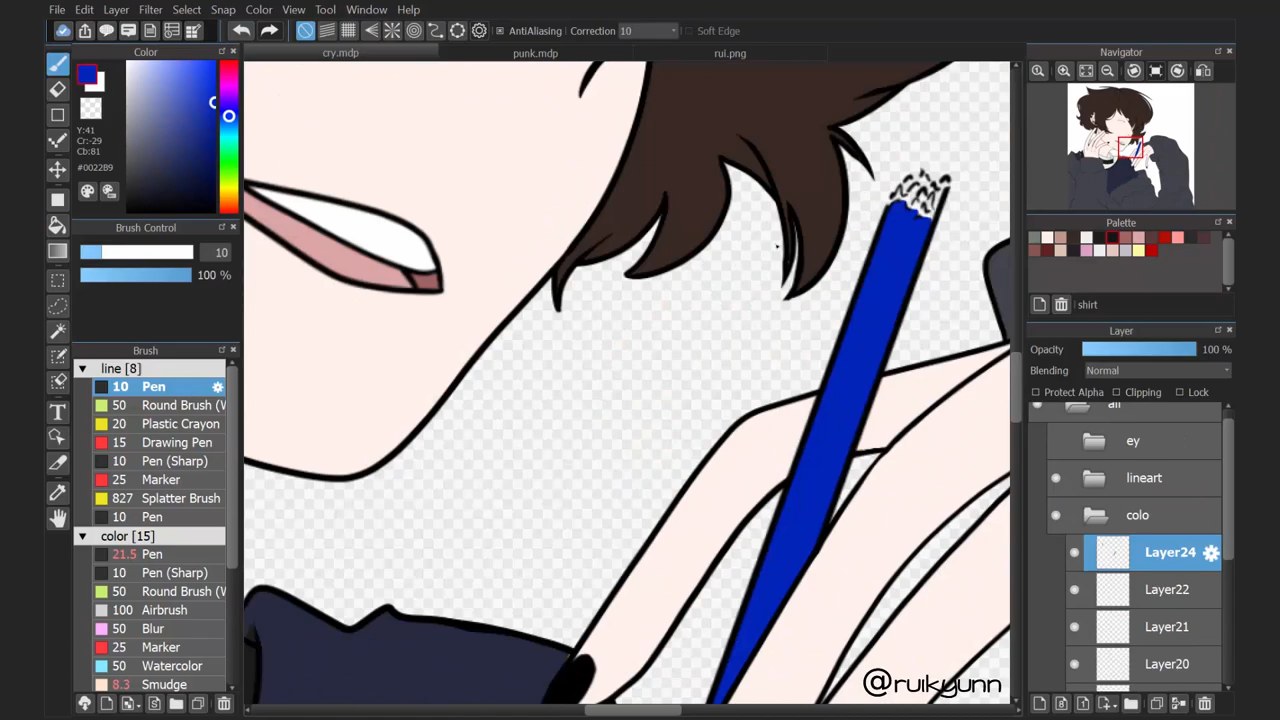 File Edit Layer Filter Select Snap Color View Tool Window Help
AntiAliasing Correction 10 Soft Edge
Color
cry.mdp punk.mdp rui.png
Navigator
Y:41
Cr:-29
Cb:81
#0022B9
Brush Control
10
100 %
Palette
shirt
Brush
line [8]
10 Pen
50 Round Brush (W
20 Plastic Crayon
15 Drawing Pen
10 Pen (Sharp)
25 Marker
827 Splatter Brush
10 Pen
color [15]
21.5 Pen
10 Pen (Sharp)
50 Round Brush (W
100 Airbrush
50 Blur
25 Marker
50 Watercolor
8.3 Smudge
Layer
Opacity 100 %
Blending Normal
Protect Alpha Clipping Lock
ey
lineart
colo
Layer24
Layer22
Layer21
Layer20
@ruikyunn